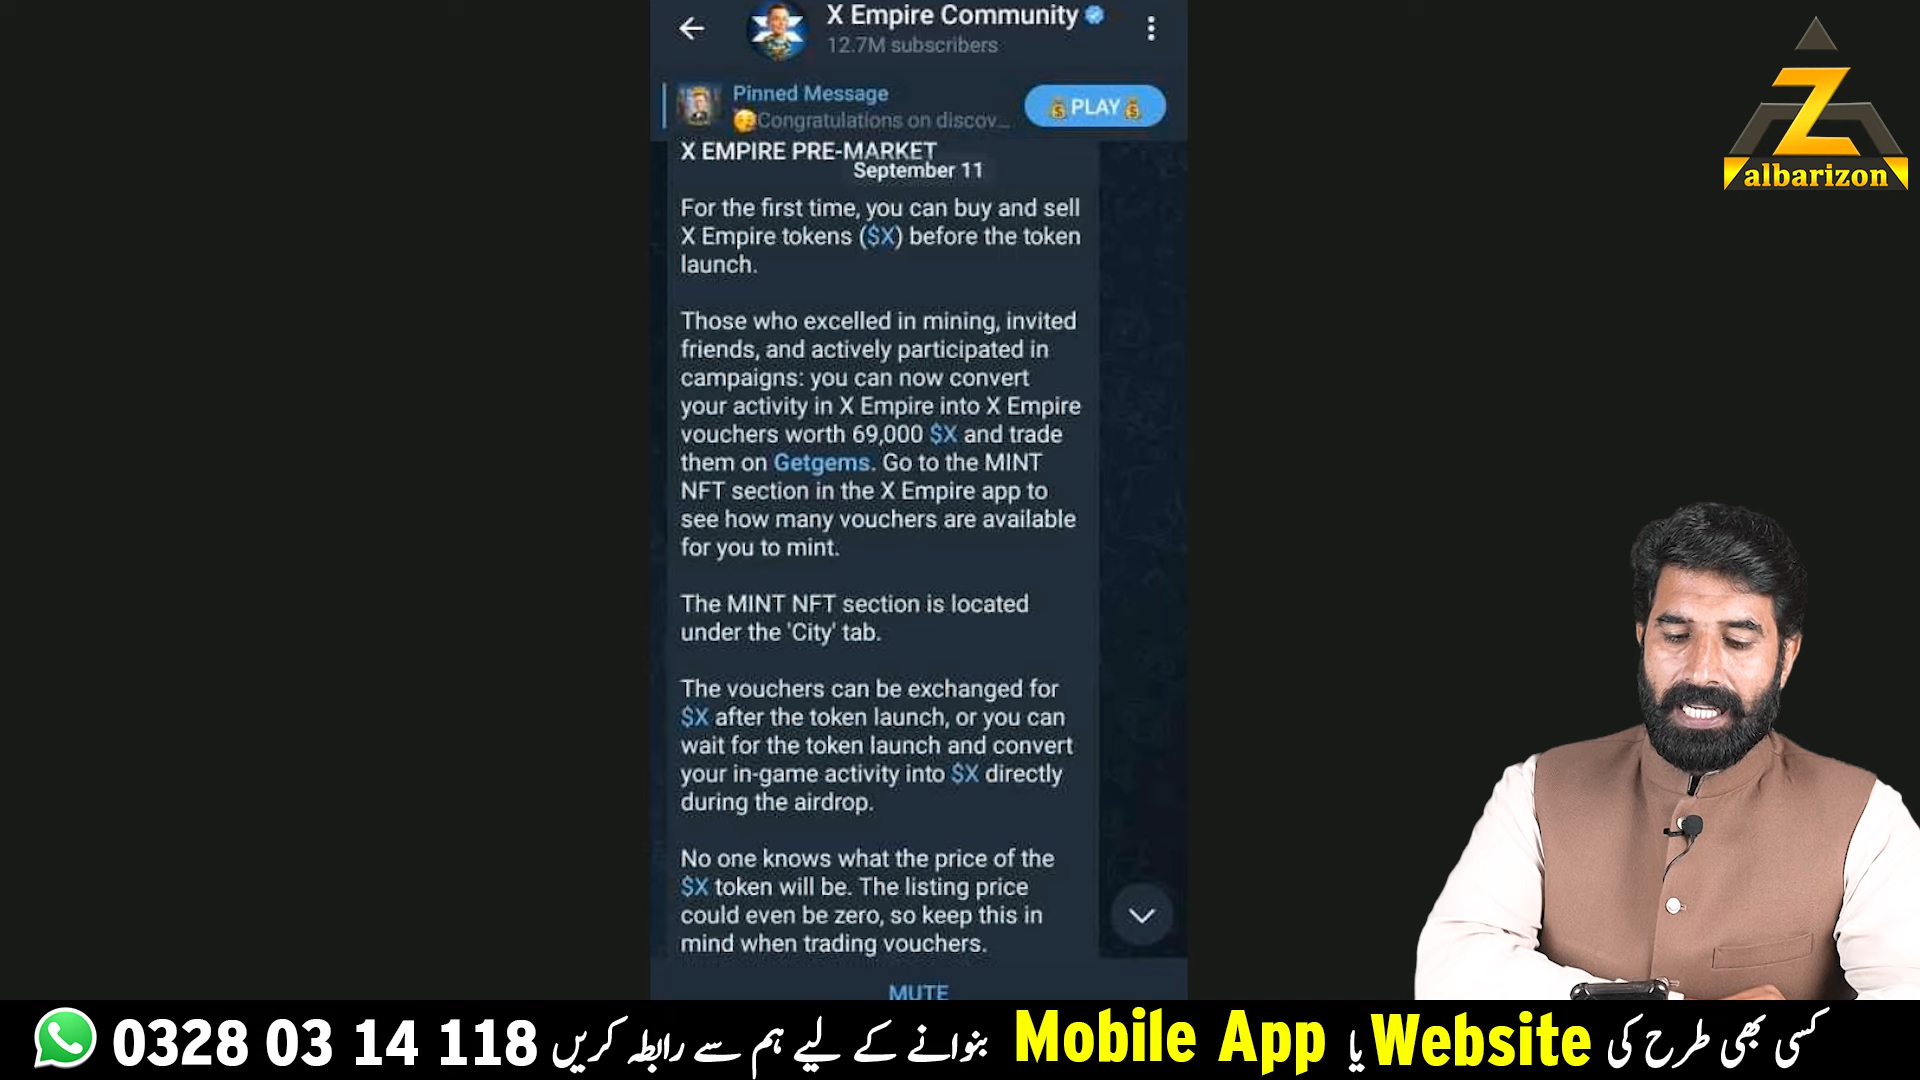 X Empire Community
12.7M subscribers
Pinned Message
Congratulations on discov...
PLAY
X EMPIRE PRE-MARKET
September 11
For the first time, you can buy and sell
X Empire tokens ($X) before the token
launch.
Those who excelled in mining, invited
friends, and actively participated in
campaigns: you can now convert
your activity in X Empire into X Empire
vouchers worth 69,000 $X and trade
them on Getgems. Go to the MINT
NFT section in the X Empire app to
see how many vouchers are available
for you to mint.
The MINT NFT section is located
under the 'City' tab.
The vouchers can be exchanged for
$X after the token launch, or you can
wait for the token launch and convert
your in-game activity into $X directly
during the airdrop.
No one knows what the price of the
$X token will be. The listing price
could even be zero, so keep this in
mind when trading vouchers.
MUTE
Z
albarizon
کسی بھی طرح کی Website یا Mobile App بنوانے کے لیے ہم سے رابطہ کریں 0328 03 14 118